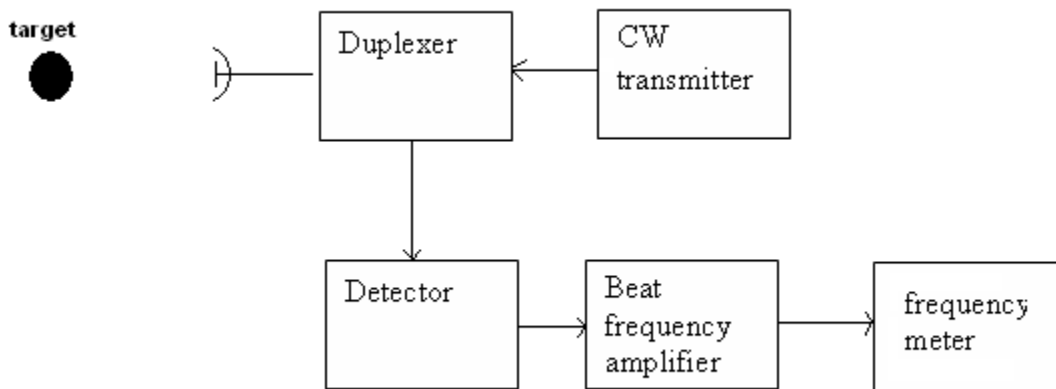 target
Duplexer
CW
transmitter
Detector
Beat
frequency
amplifier
frequency
meter